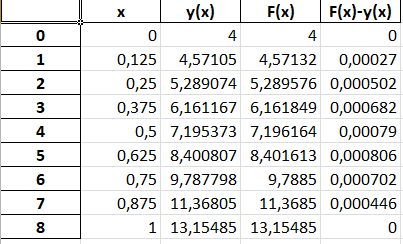 x y(x) F(x) F(x)-y(x)
0 0 4 4 0
1 0,125 4,57105 4,57132 0,00027
2 0,25 5,289074 5,289576 0,000502
3 0,375 6,161167 6,161849 0,000682
4 0,5 7,195373 7,196164 0,00079
5 0,625 8,400807 8,401613 0,000806
6 0,75 9,787798 9,7885 0,000702
7 0,875 11,36805 11,3685 0,000446
8 1 13,15485 13,15485 0